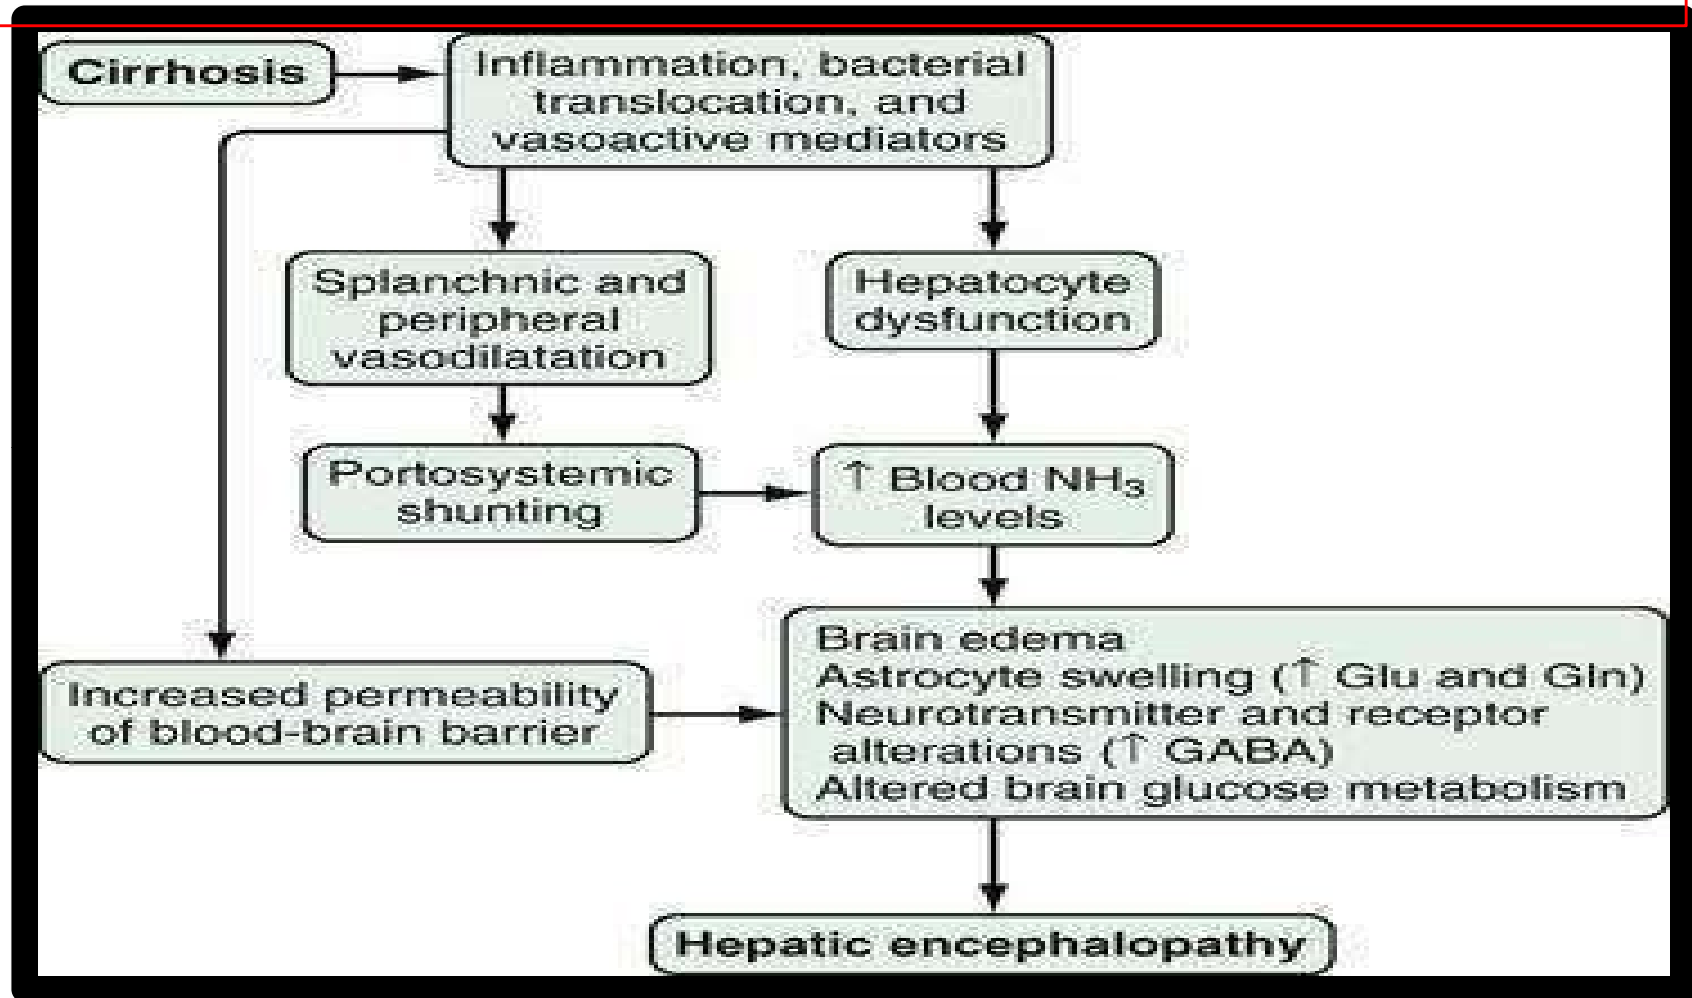 Cirrhosis
Inflammation, bacterial
translocation, and
vasoactive mediators
Splanchnic and
peripheral
vasodilatation
Hepatocyte
dysfunction
Portosystemic
shunting
↑ Blood NH₃
levels
Increased permeability
of blood-brain barrier
Brain edema
Astrocyte swelling (↑ Glu and Gln)
Neurotransmitter and receptor
alterations (↑ GABA)
Altered brain glucose metabolism
Hepatic encephalopathy